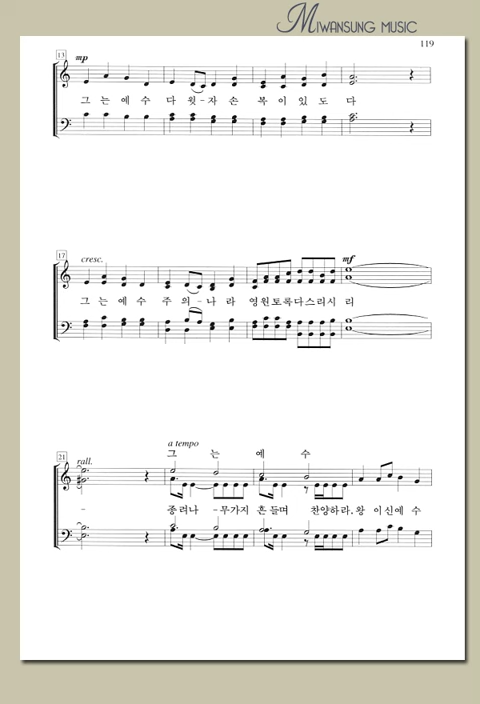 MIWANSUNG MUSIC
119
13
mp
그는 예수 다윗-자손 복이있도다
17
cresc.
mf
그는예수 주의-나라 영원토록다스리시리
21
rall.
a tempo
그는 예수
- 종려나-무가지 흔들며 찬양하라, 왕 이신예수